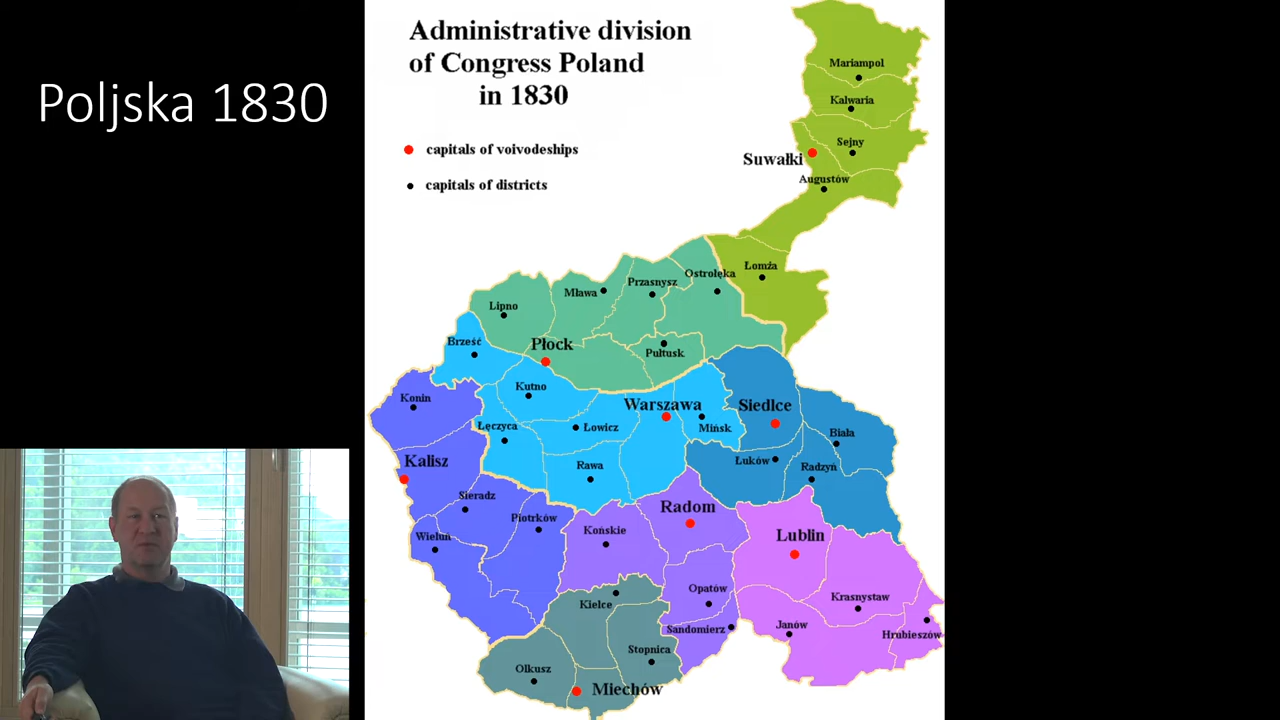 Poljska 1830
Administrative division
of Congress Poland
in 1830
capitals of voivodeships
capitals of districts
Mariampol
Kalwaria
Sejny
Suwałki
Augustów
Łomża
Ostrołęka
Przasnysz
Mława
Lipno
Płock
Pułtusk
Brześć
Kutno
Konin
Warszawa
Siedlce
Łęczyca
Łowicz
Mińsk
Biała
Kalisz
Rawa
Łuków
Radzyń
Sieradz
Piotrków
Radom
Wieluń
Końskie
Lublin
Opatów
Krasnystaw
Kielce
Sandomierz
Janów
Hrubieszów
Stopnica
Olkusz
Miechów